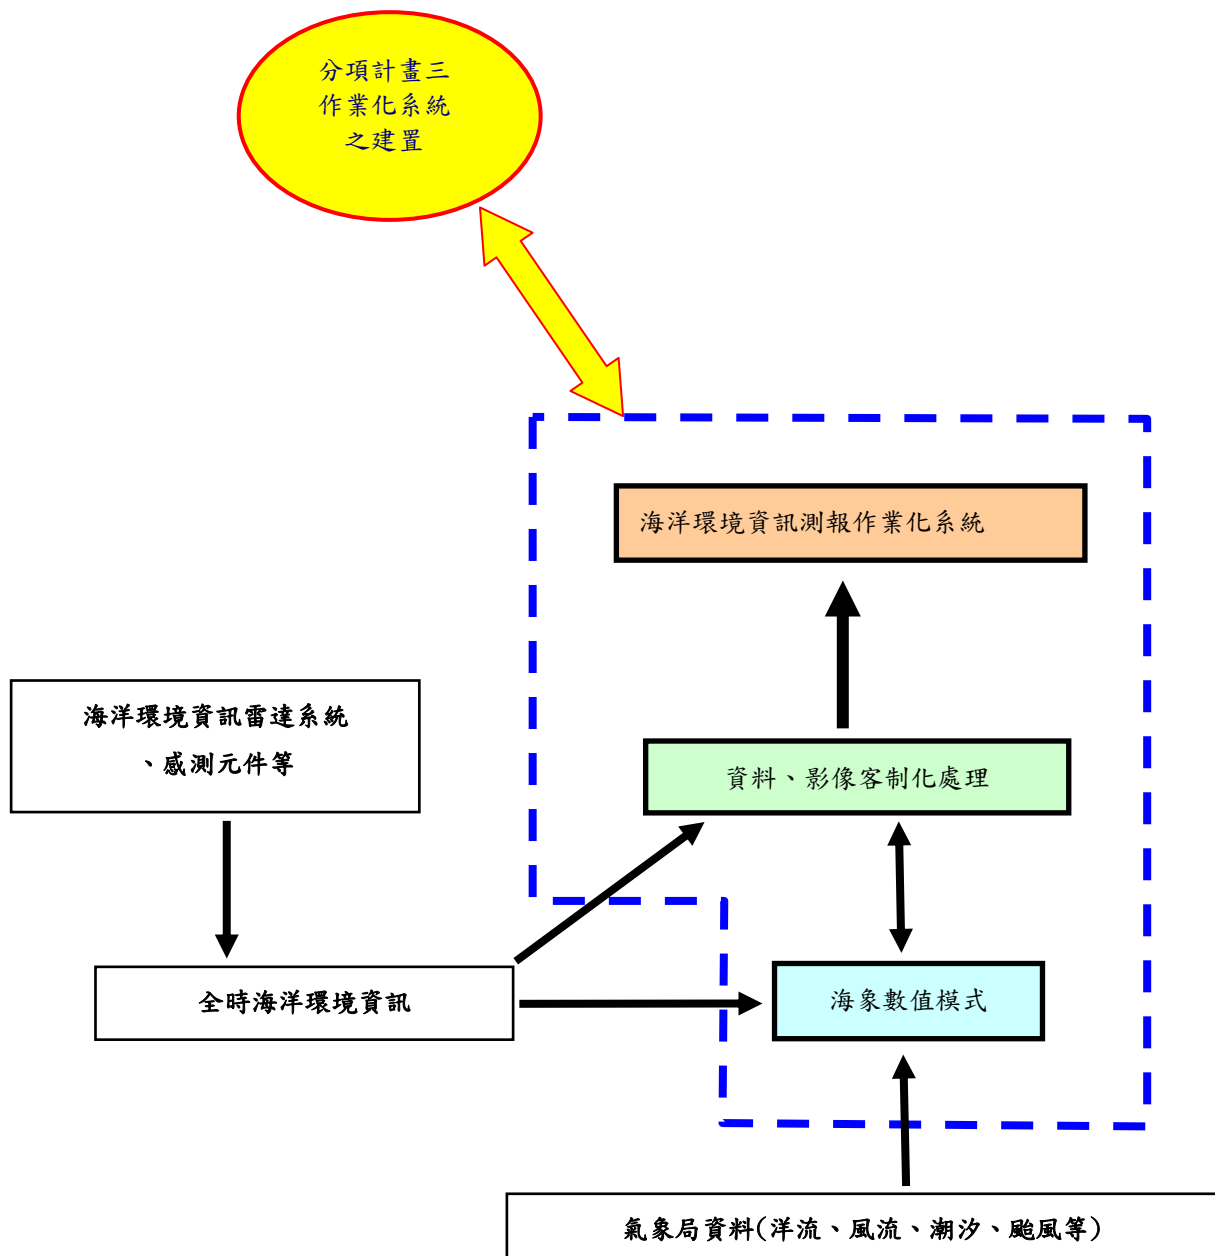 分項計畫三
作業化系統
之建置
海洋環境資訊測報作業化系統
海洋環境資訊雷達系統
、感測元件等
資料、影像客制化處理
全時海洋環境資訊
海象數值模式
氣象局資料(洋流、風流、潮汐、颱風等)